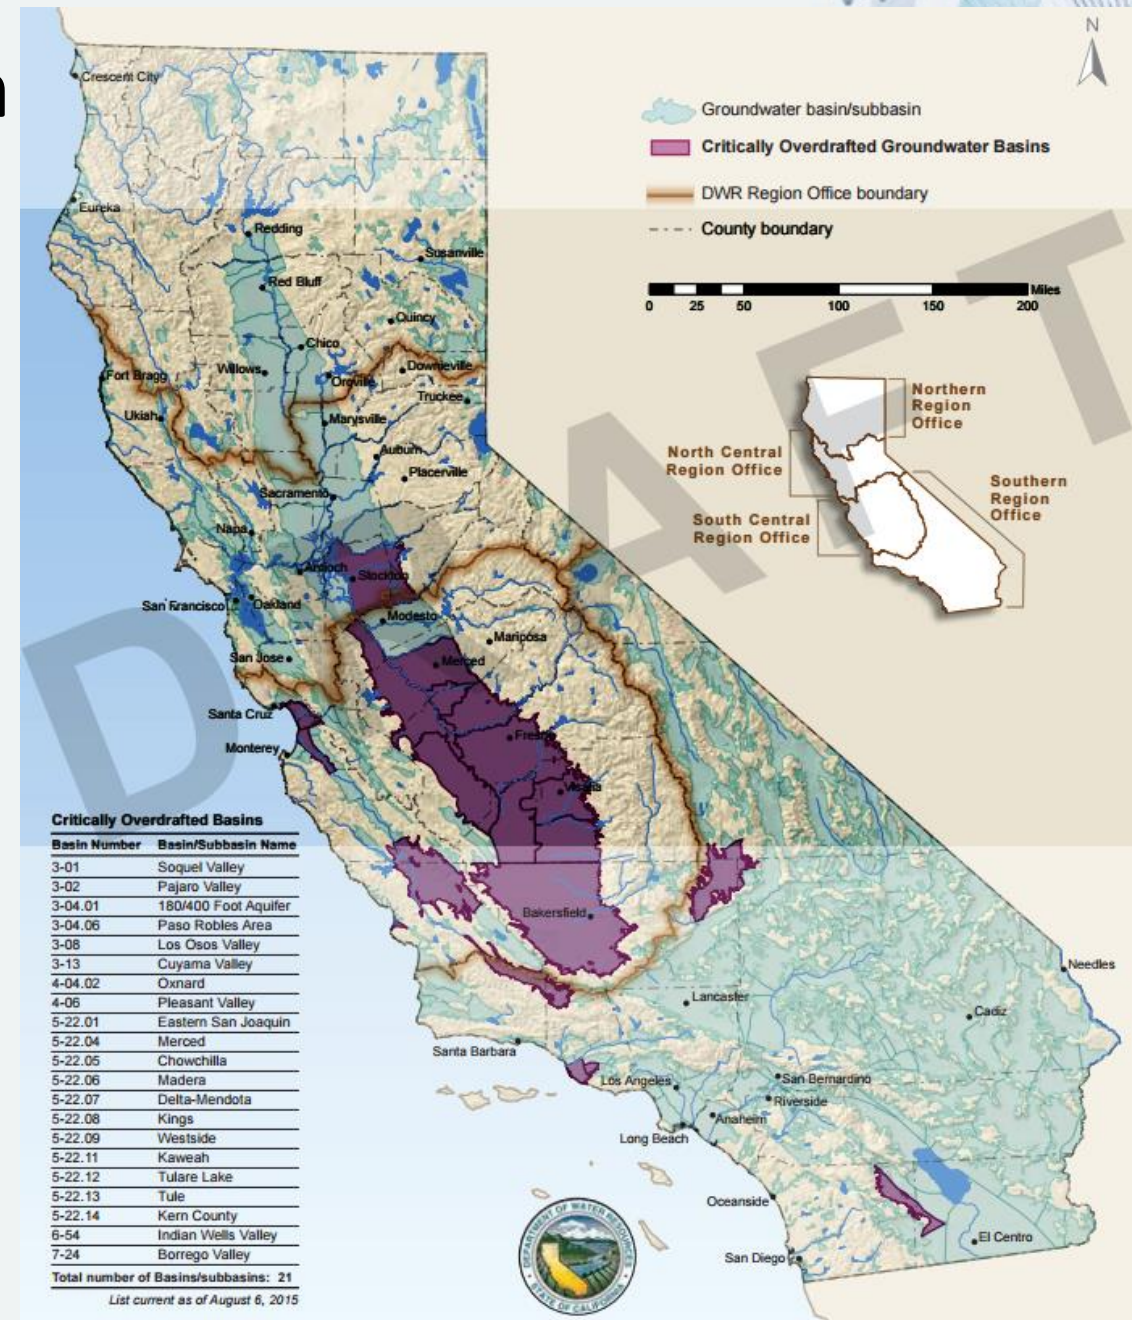 n
N
Groundwater basin/subbasin
Critically Overdrafted Groundwater Basins
DWR Region Office boundary
County boundary
Miles
0 25 50 100 150 200
Northern
Region
Office
North Central
Region Office
South Central
Region Office
Southern
Region
Office
DRAFT
Crescent City
Eureka
Redding
Susanville
Red Bluff
Quincy
Chico
Willows
Downieville
Oroville
Fort Bragg
Truckee
Ukiah
Marysville
Auburn
Placerville
Sacramento
Napa
Antioch
Stockton
San Francisco
Oakland
Modesto
Mariposa
San Jose
Merced
Santa Cruz
Fresno
Monterey
Visalia
Bakersfield
Needles
Lancaster
Cadiz
Santa Barbara
Los Angeles
San Bernardino
Riverside
Anaheim
Long Beach
Oceanside
El Centro
San Diego
Critically Overdrafted Basins
Basin Number Basin/Subbasin Name
3-01 Soquel Valley
3-02 Pajaro Valley
3-04.01 180/400 Foot Aquifer
3-04.06 Paso Robles Area
3-08 Los Osos Valley
3-13 Cuyama Valley
4-04.02 Oxnard
4-06 Pleasant Valley
5-22.01 Eastern San Joaquin
5-22.04 Merced
5-22.05 Chowchilla
5-22.06 Madera
5-22.07 Delta-Mendota
5-22.08 Kings
5-22.09 Westside
5-22.11 Kaweah
5-22.12 Tulare Lake
5-22.13 Tule
5-22.14 Kern County
6-54 Indian Wells Valley
7-24 Borrego Valley
Total number of Basins/subbasins: 21
List current as of August 6, 2015
DEPARTMENT OF WATER RESOURCES
STATE OF CALIFORNIA